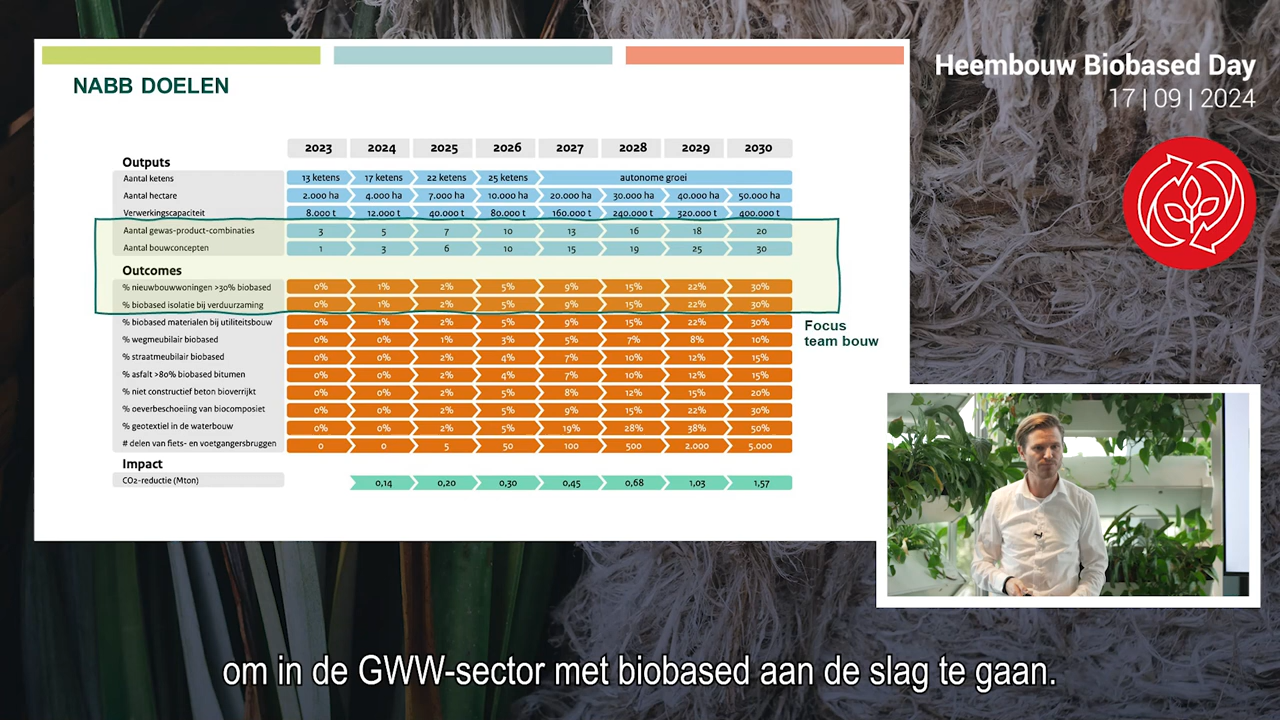 NABB DOELEN
Heembouw Biobased Day
17 | 09 | 2024
2023 2024 2025 2026 2027 2028 2029 2030
Outputs
Aantal ketens 13 ketens 17 ketens 22 ketens 25 ketens autonome groei
Aantal hectare 2.000 ha 4.000 ha 7.000 ha 10.000 ha 20.000 ha 30.000 ha 40.000 ha 50.000 ha
Verwerkingscapaciteit 8.000 t 12.000 t 40.000 t 80.000 t 160.000 t 240.000 t 320.000 t 400.000 t
Aantal gewas-product-combinaties 3 5 7 10 13 16 18 20
Aantal bouwconcepten 1 3 6 10 15 19 25 30
Outcomes
% nieuwbouwwoningen >30% biobased 0% 1% 2% 5% 9% 15% 22% 30%
% biobased isolatie bij verduurzaming 0% 1% 2% 5% 9% 15% 22% 30%
% biobased materialen bij utiliteitsbouw 0% 1% 2% 5% 9% 15% 22% 30%
% wegmeubilair biobased 0% 0% 1% 3% 5% 7% 8% 10%
% straatmeubilair biobased 0% 0% 2% 4% 7% 10% 12% 15%
% asfalt >80% biobased bitumen 0% 0% 2% 4% 7% 10% 12% 15%
% niet constructief beton bioverrijkt 0% 0% 2% 5% 8% 12% 15% 20%
% oeverbeschoeiing van biocomposiet 0% 0% 2% 5% 9% 15% 22% 30%
% geotextiel in de waterbouw 0% 0% 2% 5% 19% 28% 38% 50%
# delen van fiets- en voetgangersbruggen 0 0 5 50 100 500 2.000 5.000
Focus
team bouw
Impact
CO2-reductie (Mton) 0,14 0,20 0,30 0,45 0,68 1,03 1,57
om in de GWW-sector met biobased aan de slag te gaan.